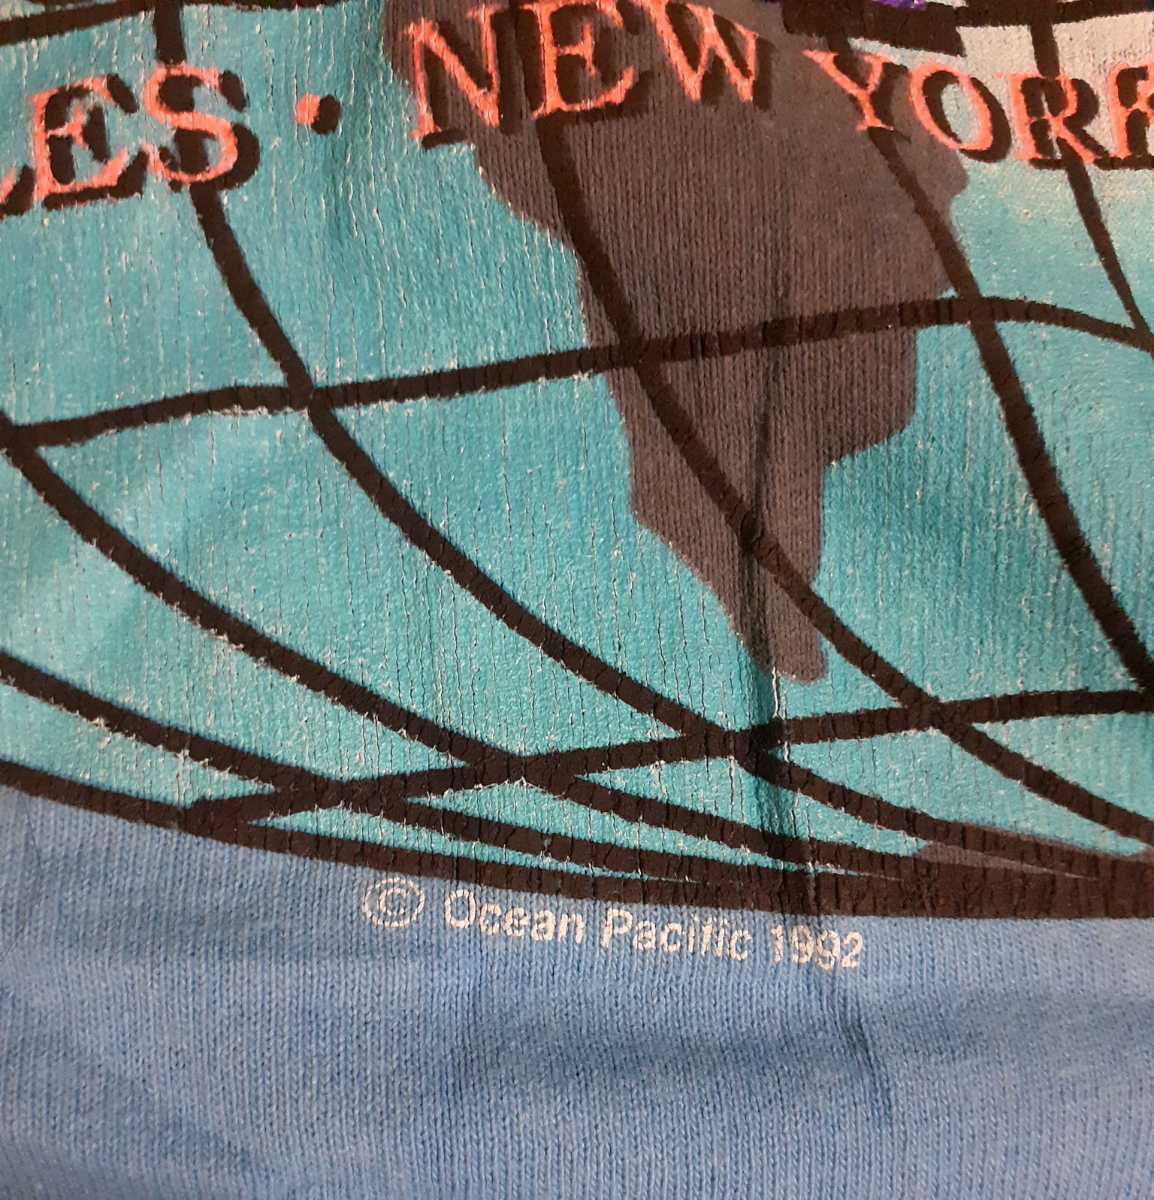 LES • NEW YORK
© Ocean Pacific 1992